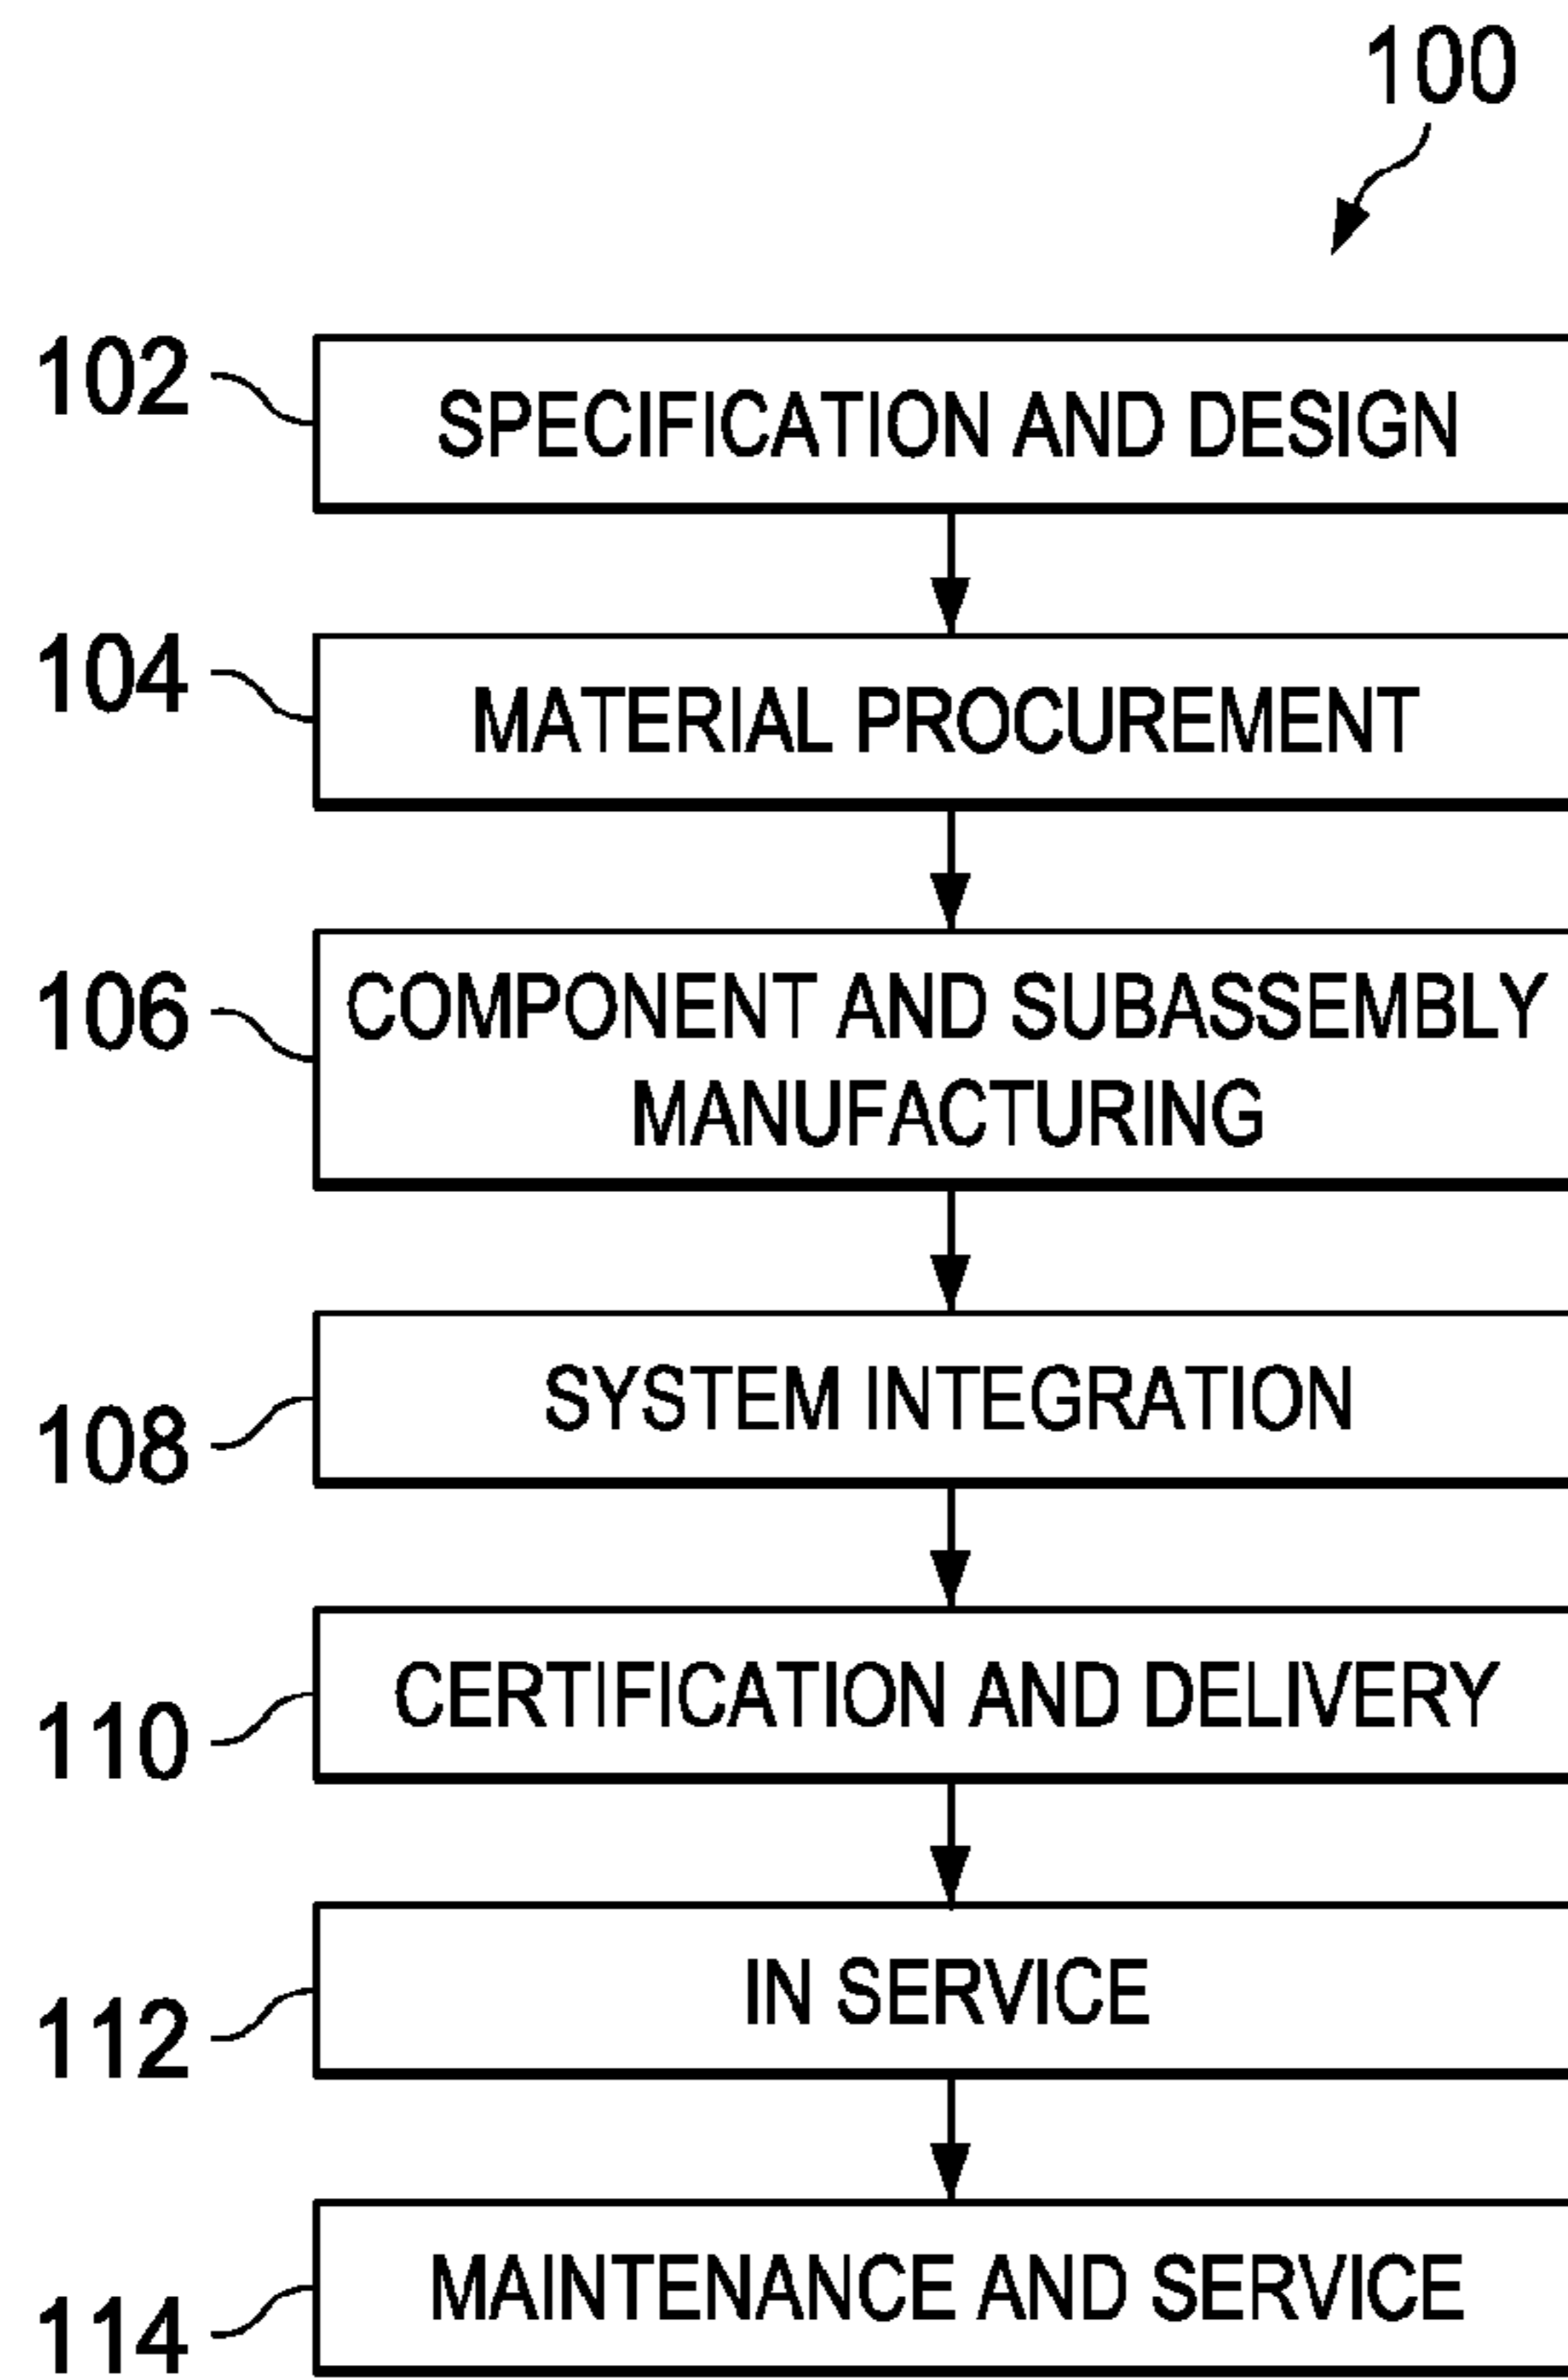 100
102
SPECIFICATION AND DESIGN
104
MATERIAL PROCUREMENT
106
COMPONENT AND SUBASSEMBLY
MANUFACTURING
108
SYSTEM INTEGRATION
110
CERTIFICATION AND DELIVERY
112
IN SERVICE
114
MAINTENANCE AND SERVICE